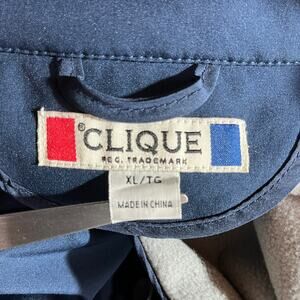 ®CLIQUE
REG. TRADEMARK
XL/TG
MADE IN CHINA